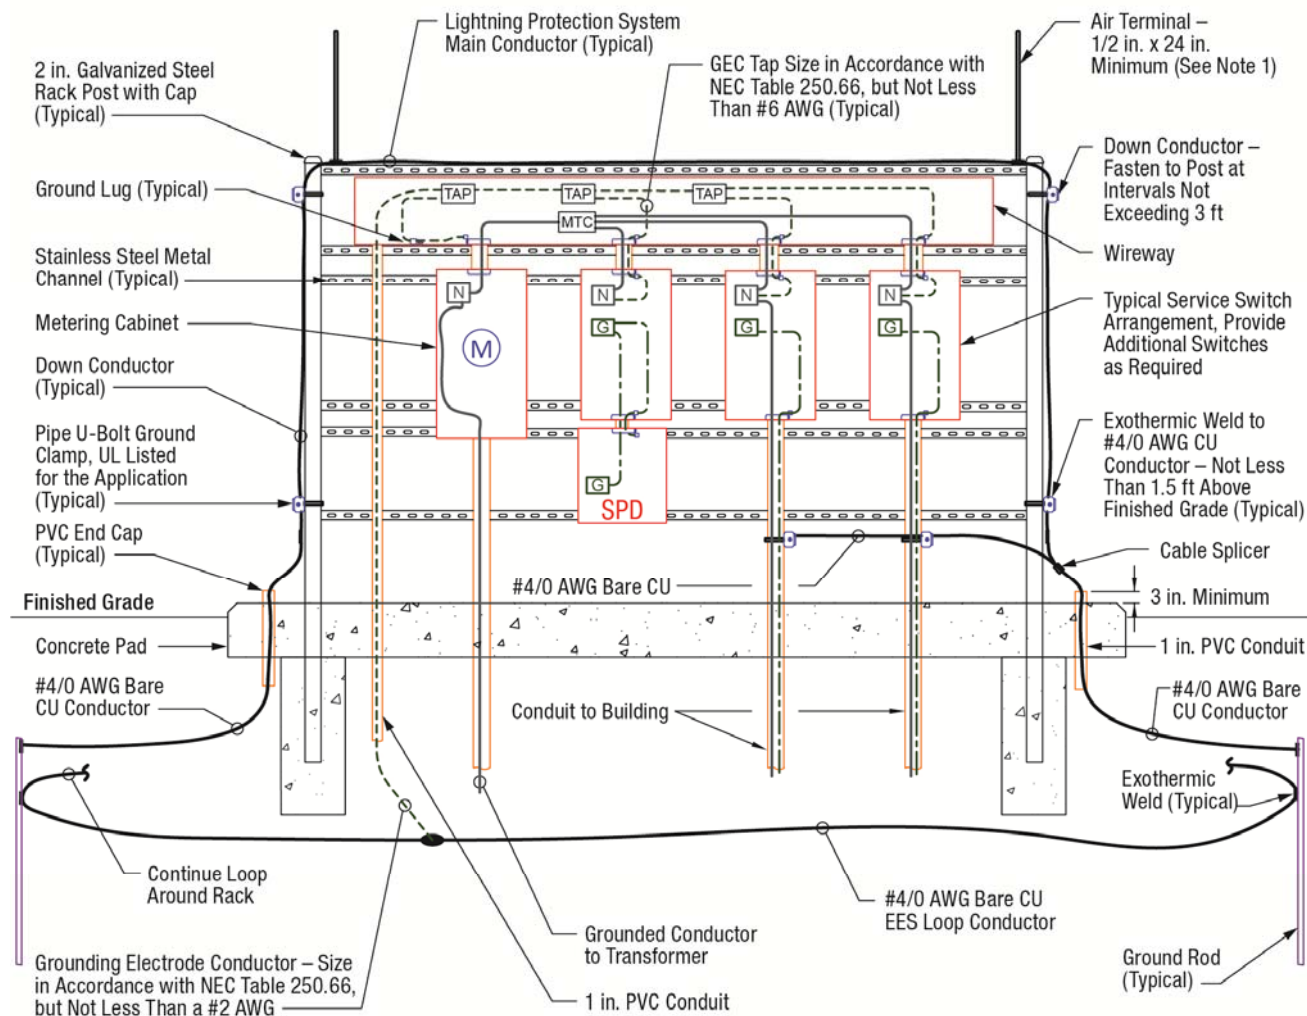 Lightning Protection System
Main Conductor (Typical)
Air Terminal –
1/2 in. x 24 in.
Minimum (See Note 1)
2 in. Galvanized Steel
Rack Post with Cap
(Typical)
GEC Tap Size in Accordance with
NEC Table 250.66, but Not Less
Than #6 AWG (Typical)
Down Conductor –
Fasten to Post at
Intervals Not
Exceeding 3 ft
Ground Lug (Typical)
TAP
TAP
TAP
MTC
Wireway
Stainless Steel Metal
Channel (Typical)
N
N
N
N
Typical Service Switch
Arrangement, Provide
Additional Switches
as Required
Metering Cabinet
M
G
G
G
Down Conductor
(Typical)
Pipe U-Bolt Ground
Clamp, UL Listed
for the Application
(Typical)
Exothermic Weld to
#4/0 AWG CU
Conductor – Not Less
Than 1.5 ft Above
Finished Grade (Typical)
G
SPD
PVC End Cap
(Typical)
Cable Splicer
#4/0 AWG Bare CU
Finished Grade
3 in. Minimum
Concrete Pad
1 in. PVC Conduit
#4/0 AWG Bare
CU Conductor
Conduit to Building
#4/0 AWG Bare
CU Conductor
Exothermic
Weld (Typical)
Continue Loop
Around Rack
#4/0 AWG Bare CU
EES Loop Conductor
Grounded Conductor
to Transformer
Ground Rod
(Typical)
Grounding Electrode Conductor – Size
in Accordance with NEC Table 250.66,
but Not Less Than a #2 AWG
1 in. PVC Conduit